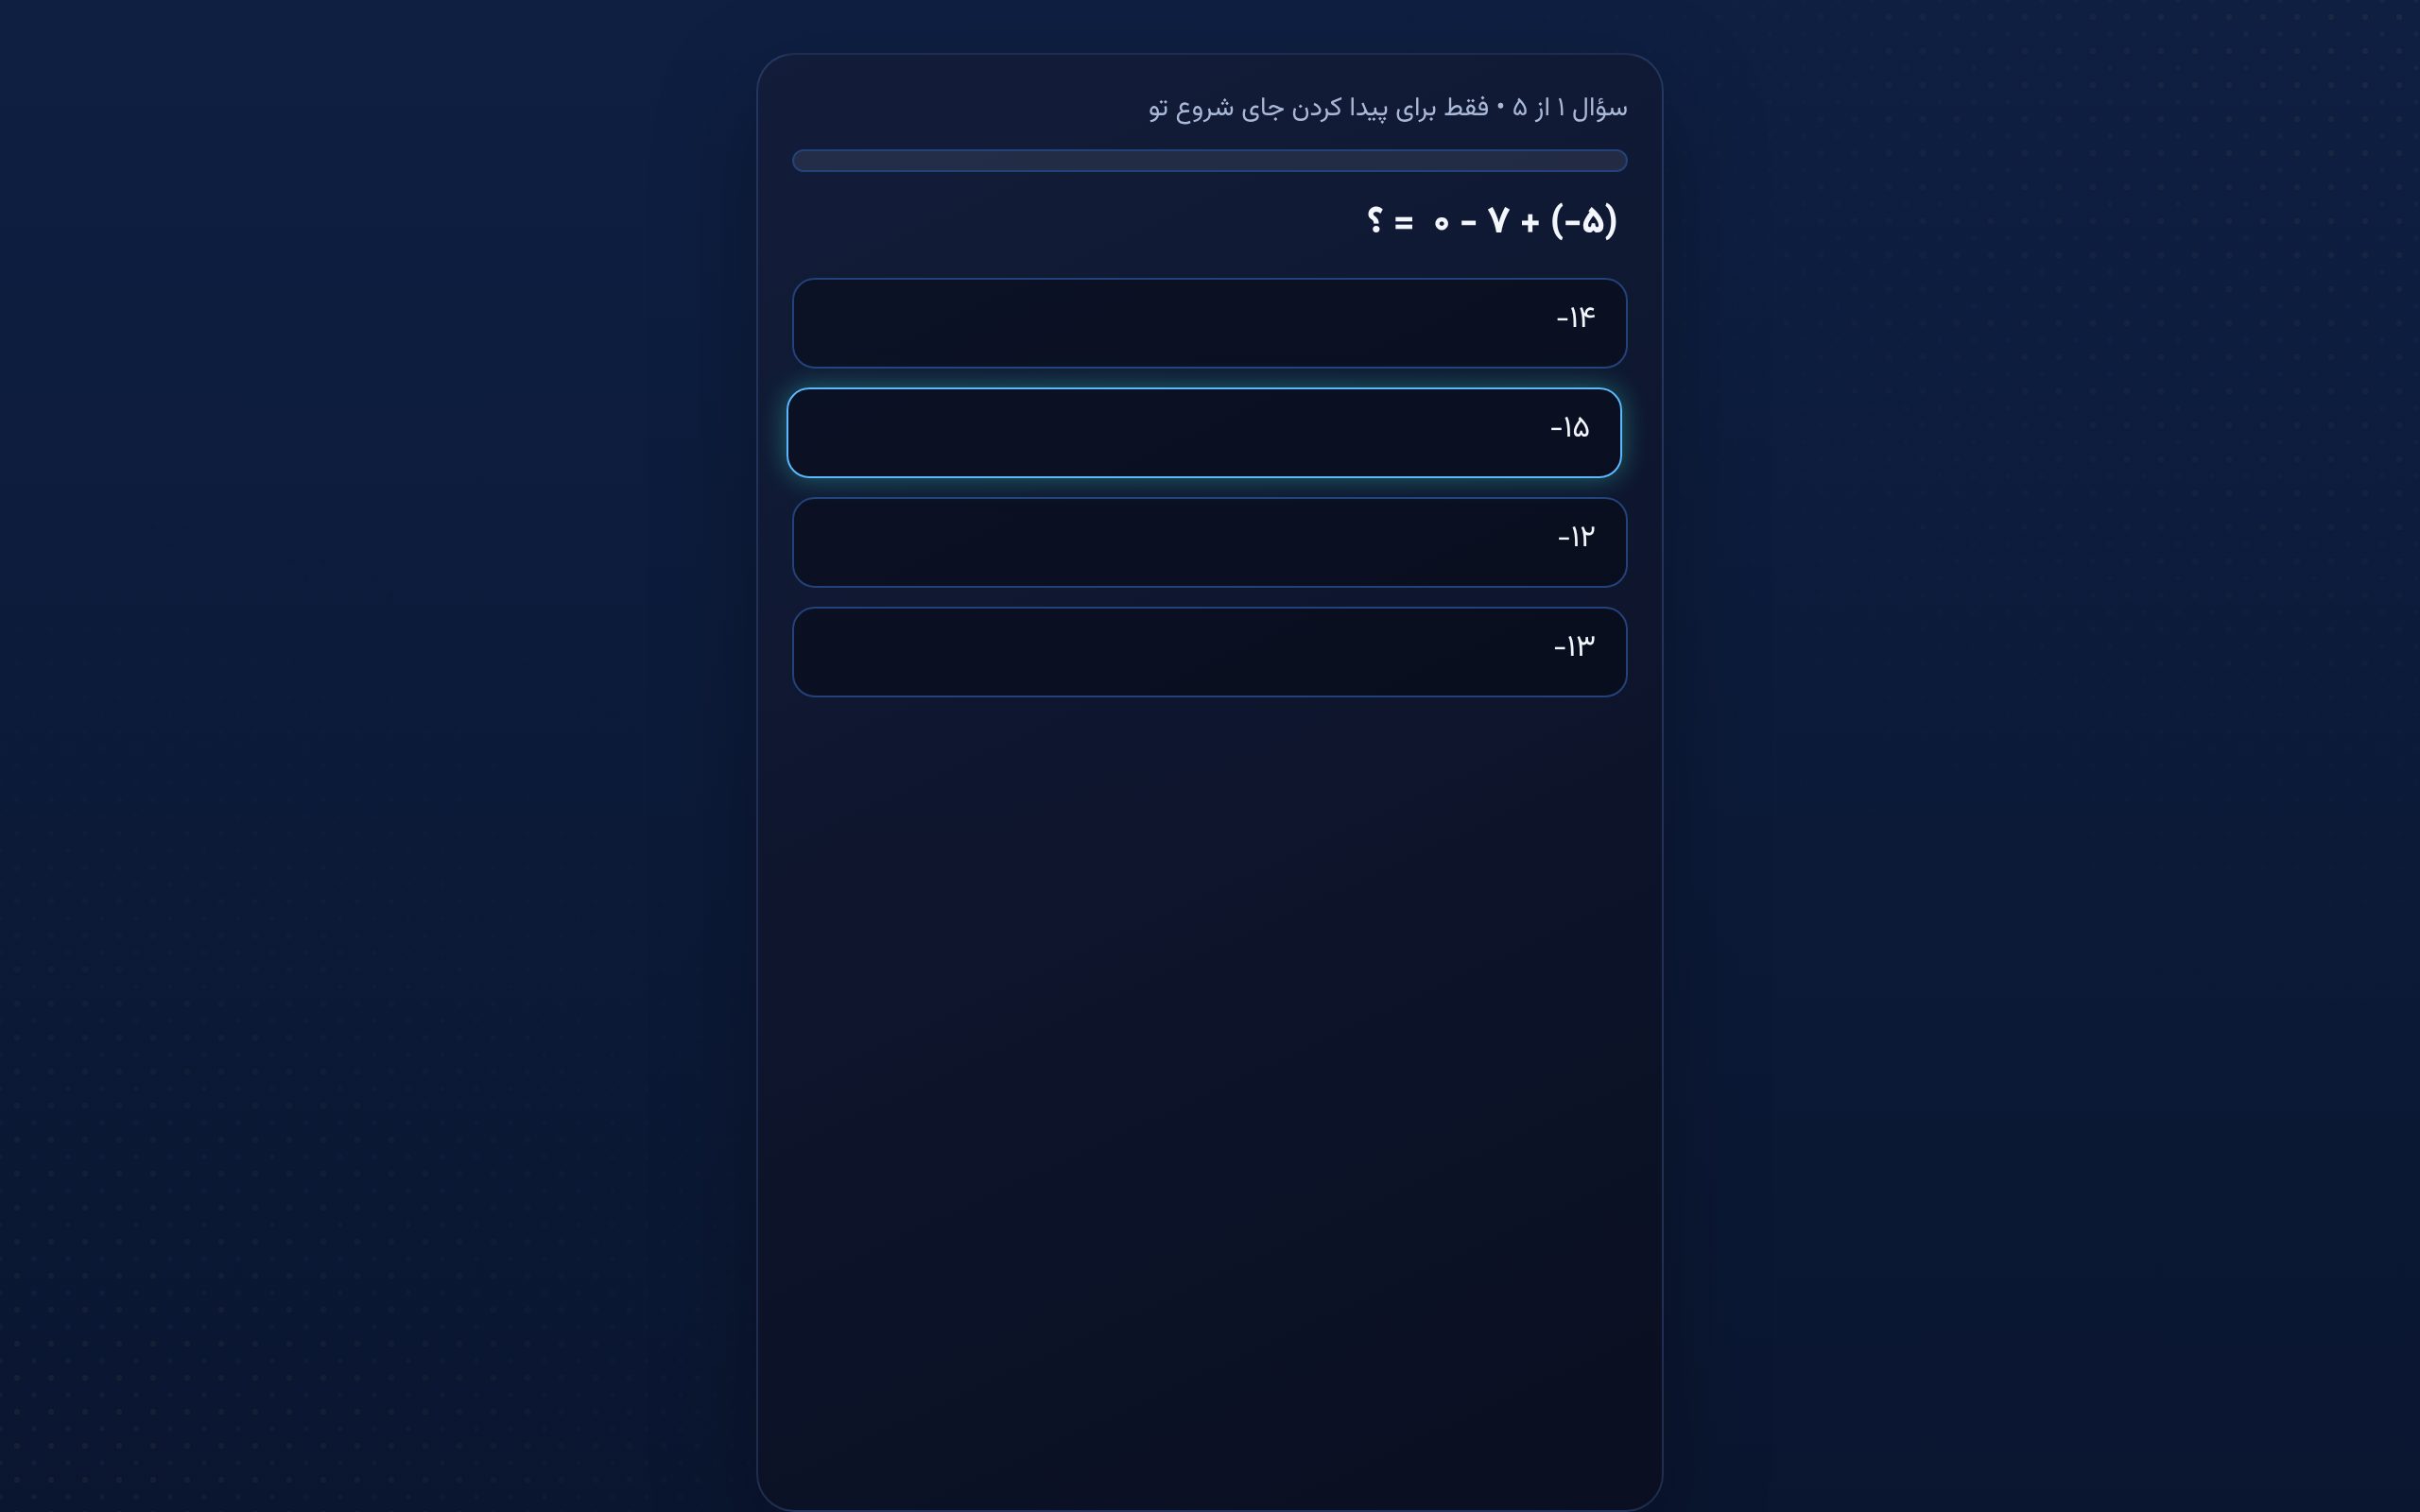 سؤال ۱ از ۵ • فقط برای پیدا کردن جای شروع تو
؟ = ۰ − ۷ + (−۵)
−۱۴
−۱۵
−۱۲
−۱۳